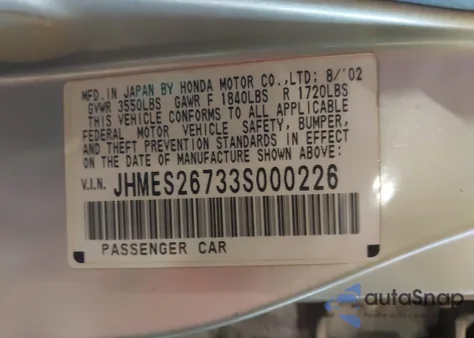 MFD. IN JAPAN BY HONDA MOTOR CO., LTD; 8/'02
GVWR 3550LBS GAWR F 1840LBS R 1720LBS
THIS VEHICLE CONFORMS TO ALL APPLICABLE
FEDERAL MOTOR VEHICLE SAFETY, BUMPER,
AND THEFT PREVENTION STANDARDS IN EFFECT
ON THE DATE OF MANUFACTURE SHOWN ABOVE:
V.I.N. JHMES26733S000226
PASSENGER CAR
autaSnap